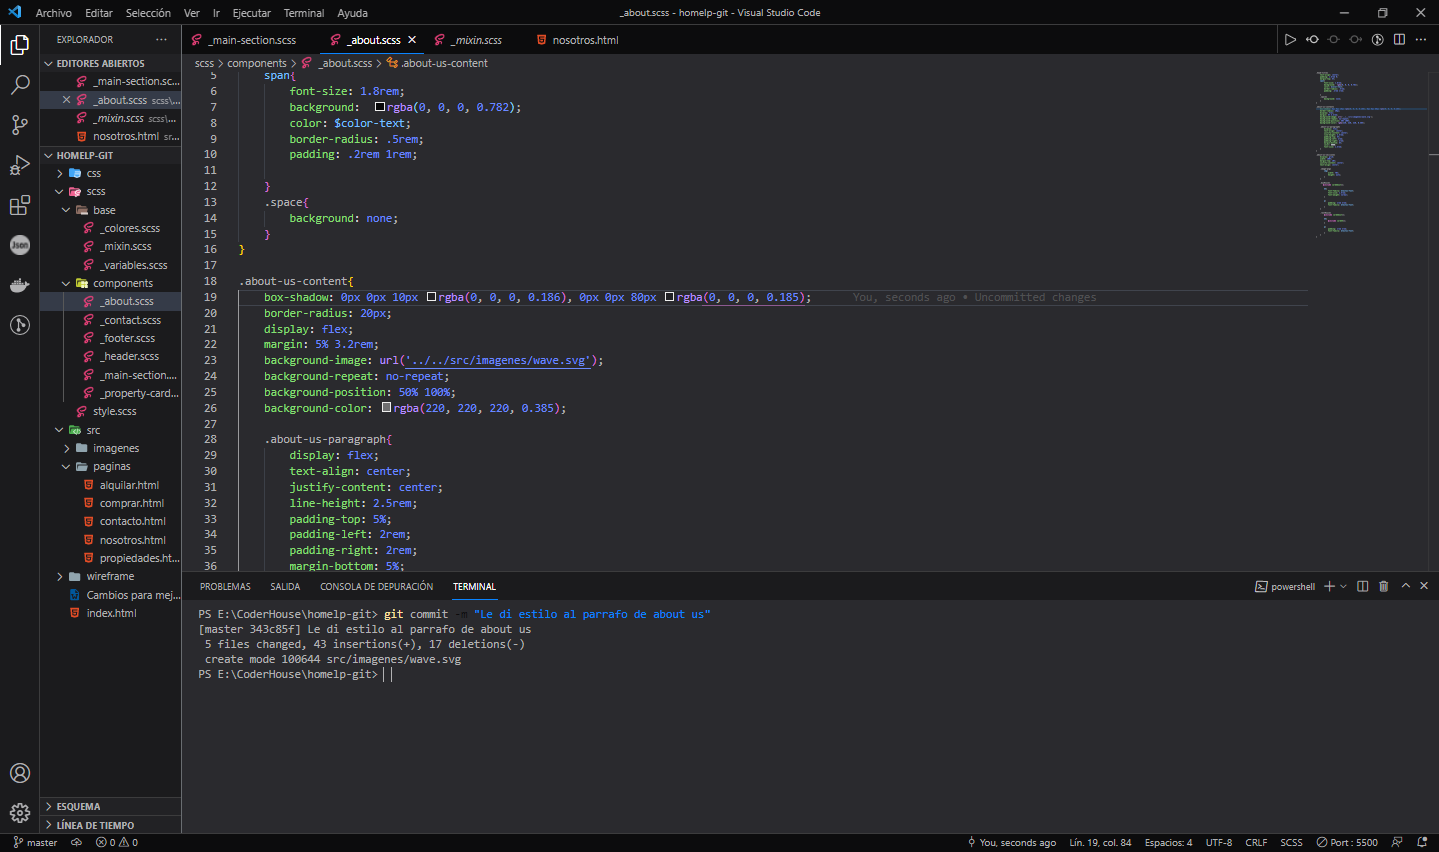 Archivo Editar Selección Ver Ir Ejecutar Terminal Ayuda
_about.scss - homelp-git - Visual Studio Code
EXPLORADOR
EDITORES ABIERTOS
_main-section.sc...
_about.scss scss\...
_mixin.scss scss\...
nosotros.html sr...
HOMELP-GIT
css
scss
base
_colores.scss
_mixin.scss
_variables.scss
components
_about.scss
_contact.scss
_footer.scss
_header.scss
_main-section....
_property-card...
style.scss
src
imagenes
paginas
alquilar.html
comprar.html
contacto.html
nosotros.html
propiedades.ht...
wireframe
Cambios para mej...
index.html
ESQUEMA
LÍNEA DE TIEMPO
Json
_main-section.scss _about.scss _mixin.scss nosotros.html
scss > components > _about.scss > .about-us-content
5 span{
6 font-size: 1.8rem;
7 background: rgba(0, 0, 0, 0.782);
8 color: $color-text;
9 border-radius: .5rem;
10 padding: .2rem 1rem;
11
12 }
13 .space{
14 background: none;
15 }
16 }
17
18 .about-us-content{
19 box-shadow: 0px 0px 10px rgba(0, 0, 0, 0.186), 0px 0px 80px rgba(0, 0, 0, 0.185); You, seconds ago • Uncommitted changes
20 border-radius: 20px;
21 display: flex;
22 margin: 5% 3.2rem;
23 background-image: url('../../src/imagenes/wave.svg');
24 background-repeat: no-repeat;
25 background-position: 50% 100%;
26 background-color: rgba(220, 220, 220, 0.385);
27
28 .about-us-paragraph{
29 display: flex;
30 text-align: center;
31 justify-content: center;
32 line-height: 2.5rem;
33 padding-top: 5%;
34 padding-left: 2rem;
35 padding-right: 2rem;
36 margin-bottom: 5%;
PROBLEMAS SALIDA CONSOLA DE DEPURACIÓN TERMINAL
powershell
PS E:\CoderHouse\homelp-git> git commit -m "Le di estilo al parrafo de about us"
[master 343c85f] Le di estilo al parrafo de about us
5 files changed, 43 insertions(+), 17 deletions(-)
create mode 100644 src/imagenes/wave.svg
PS E:\CoderHouse\homelp-git>
master 0 0
You, seconds ago Lín. 19, col. 84 Espacios: 4 UTF-8 CRLF SCSS Port : 5500